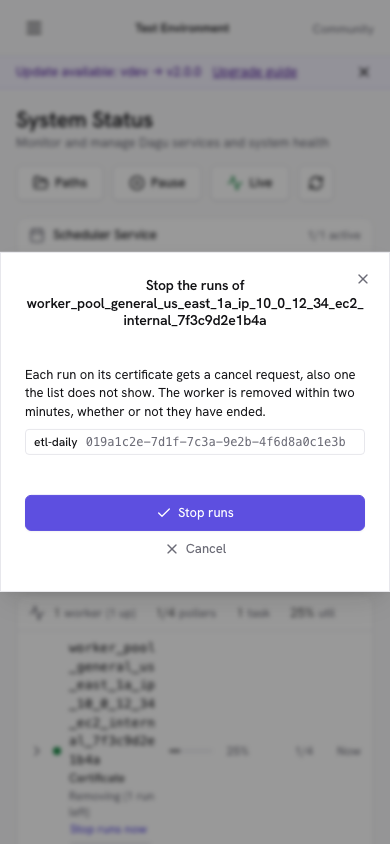 Test Environment
Community
Update available: vdev → v2.0.0 Upgrade guide
System Status
Monitor and manage Dagu services and system health
Paths
Pause
Live
Scheduler Service
1/1 active
Stop the runs of
worker_pool_general_us_east_1a_ip_10_0_12_34_ec2_
internal_7f3c9d2e1b4a
Each run on its certificate gets a cancel request, also one
the list does not show. The worker is removed within two
minutes, whether or not they have ended.
etl-daily 019a1c2e-7d1f-7c3a-9e2b-4f6d8a0c1e3b
Stop runs
Cancel
1 worker (1 up)
1/4 pollers
1 task
25% util
worker_pool
_general_us
_east_1a_ip
_10_0_12_34
_ec2_intern
al_7f3c9d2e
1b4a
25%
1/4
Now
Certificate
Removing (1 run
left)
Stop runs now